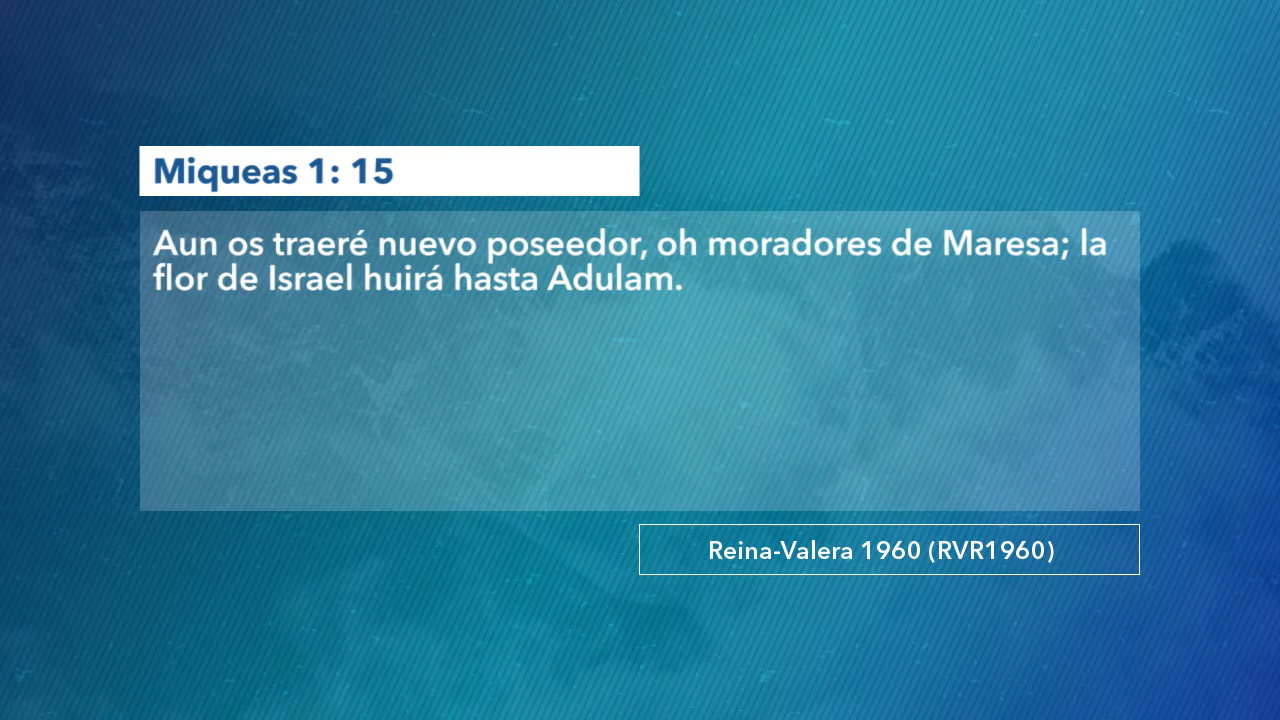 Miqueas 1: 15
Aun os traeré nuevo poseedor, oh moradores de Maresa; la
flor de Israel huirá hasta Adulam.
Reina-Valera 1960 (RVR1960)